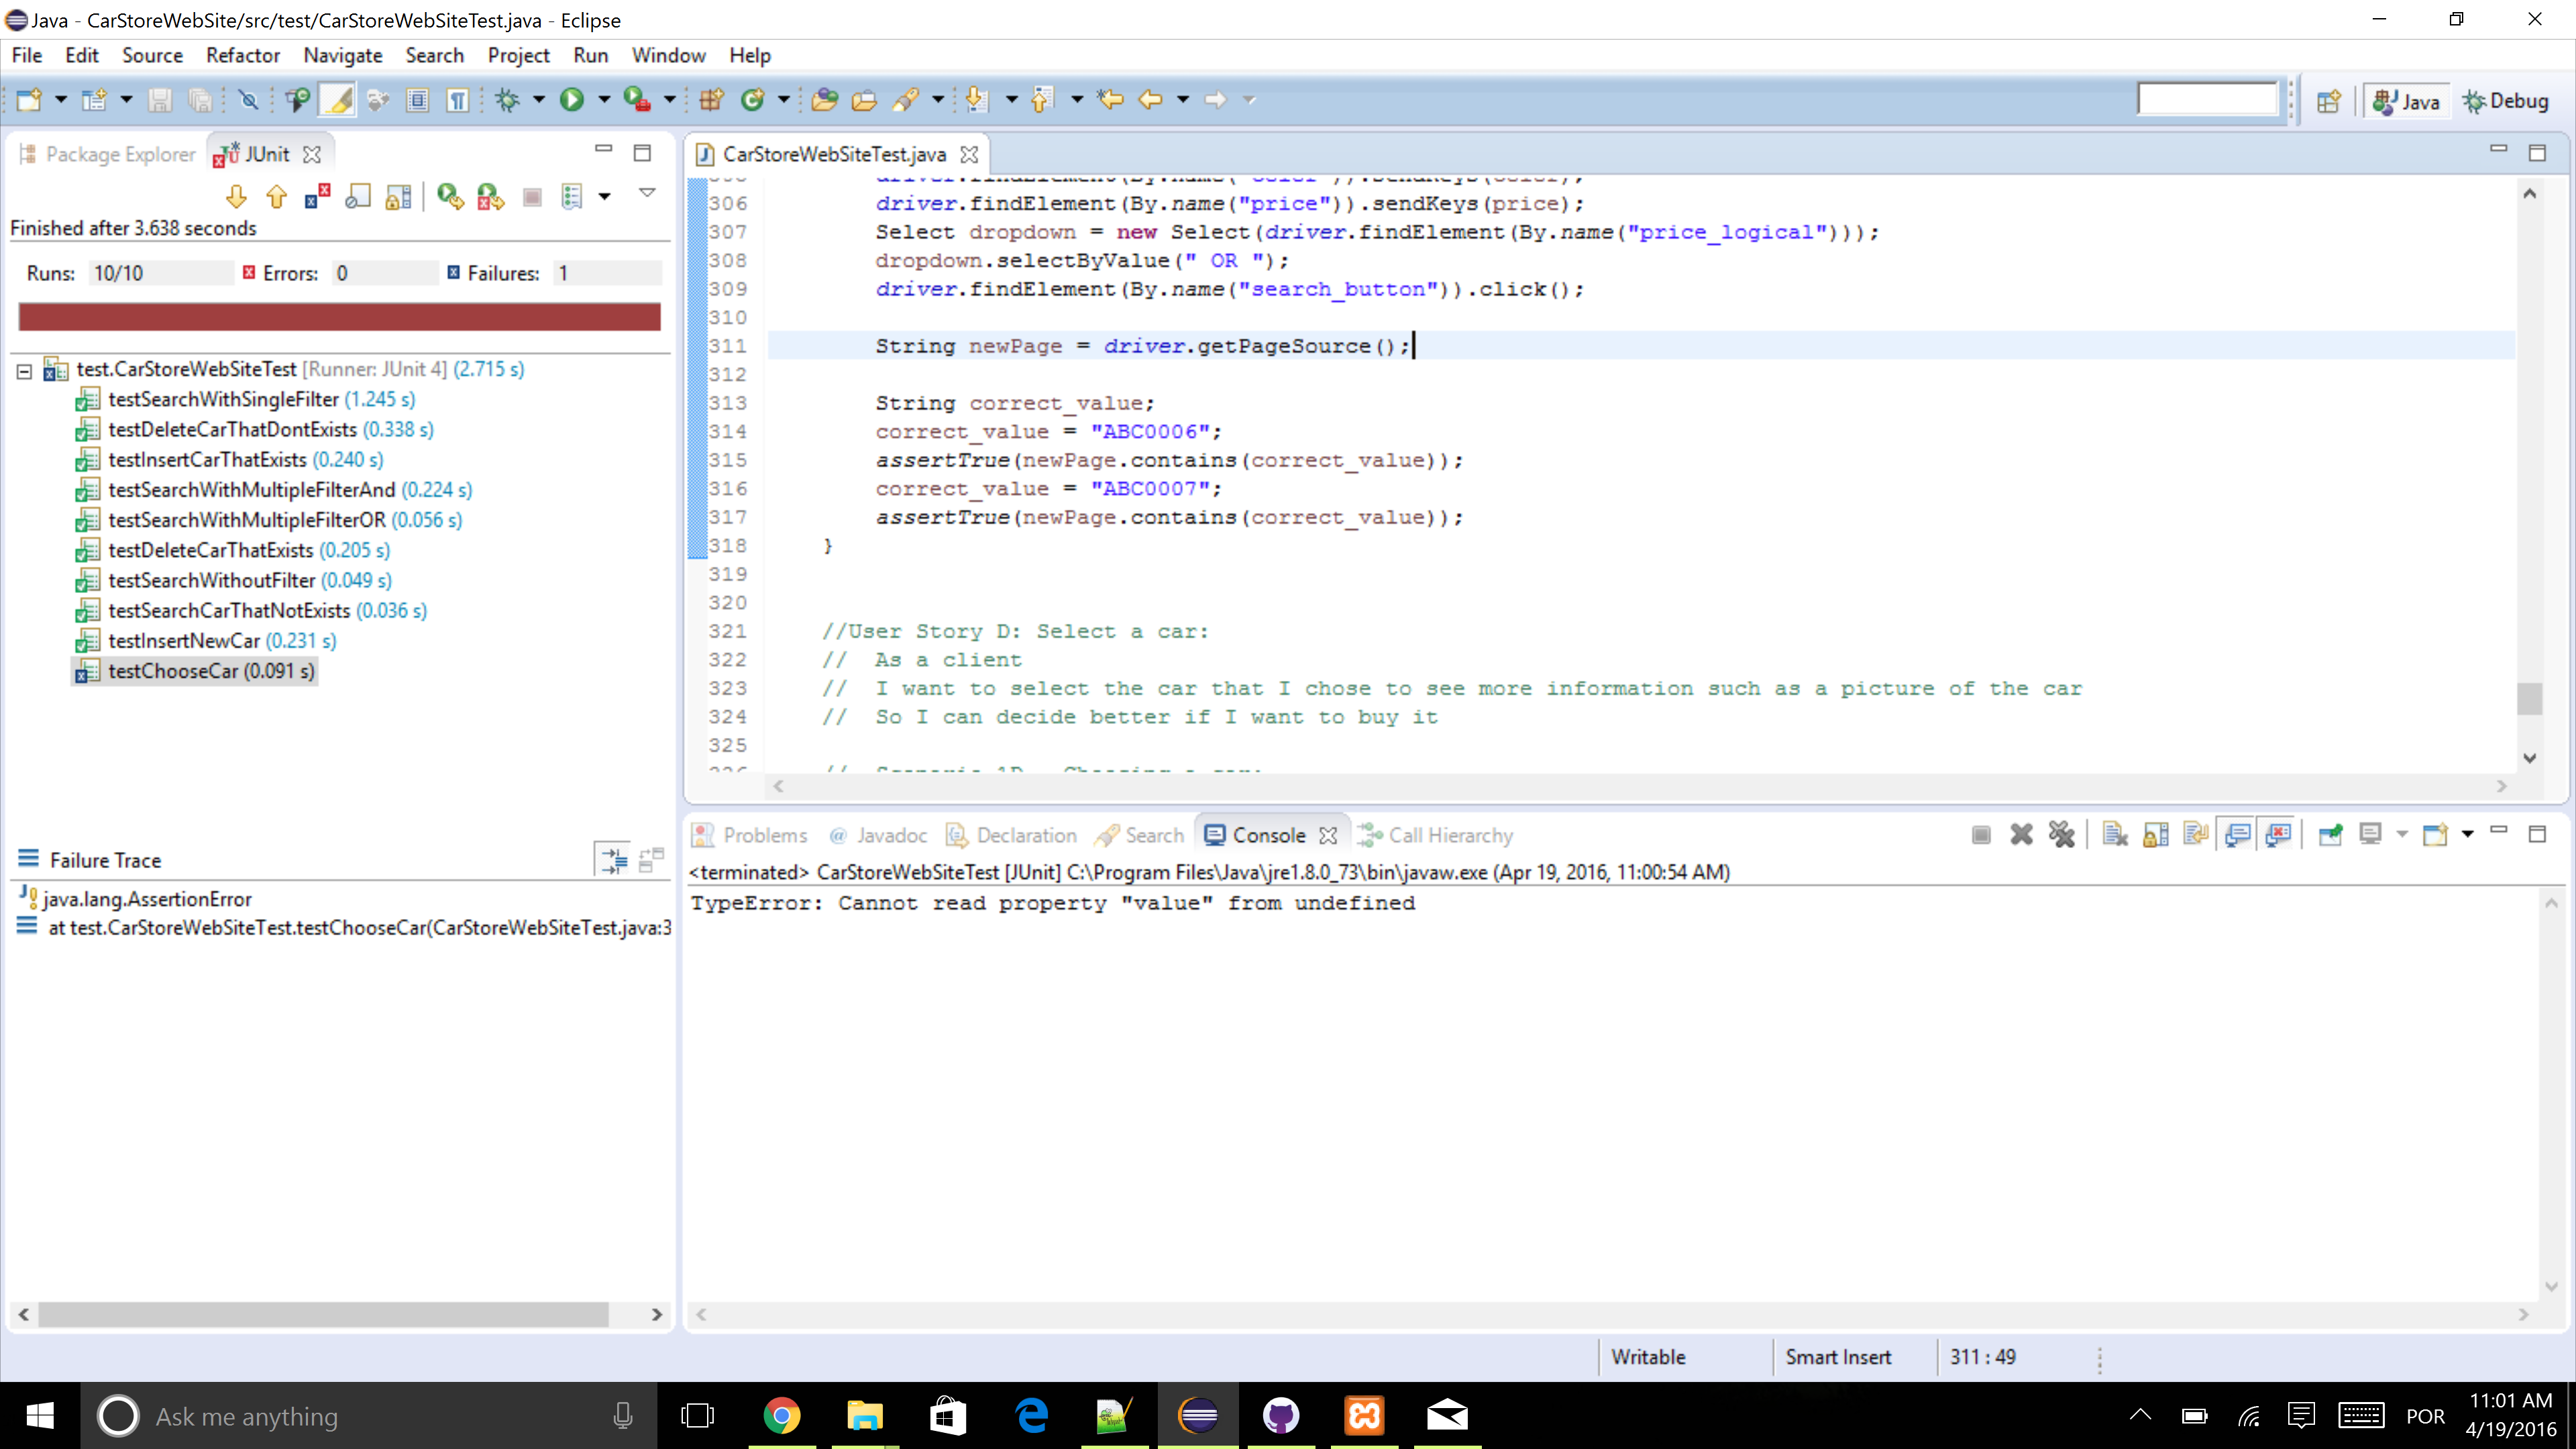 Java - CarStoreWebSite/src/test/CarStoreWebSiteTest.java - Eclipse
File Edit Source Refactor Navigate Search Project Run Window Help
Java Debug
Package Explorer JUnit
Finished after 3.638 seconds
Runs: 10/10 Errors: 0 Failures: 1
test.CarStoreWebSiteTest [Runner: JUnit 4] (2.715 s)
testSearchWithSingleFilter (1.245 s)
testDeleteCarThatDontExists (0.338 s)
testInsertCarThatExists (0.240 s)
testSearchWithMultipleFilterAnd (0.224 s)
testSearchWithMultipleFilterOR (0.056 s)
testDeleteCarThatExists (0.205 s)
testSearchWithoutFilter (0.049 s)
testSearchCarThatNotExists (0.036 s)
testInsertNewCar (0.231 s)
testChooseCar (0.091 s)
Failure Trace
java.lang.AssertionError
at test.CarStoreWebSiteTest.testChooseCar(CarStoreWebSiteTest.java:3
CarStoreWebSiteTest.java
306 driver.findElement(By.name("price")).sendKeys(price);
307 Select dropdown = new Select(driver.findElement(By.name("price_logical")));
308 dropdown.selectByValue(" OR ");
309 driver.findElement(By.name("search_button")).click();
310
311 String newPage = driver.getPageSource();
312
313 String correct_value;
314 correct_value = "ABC0006";
315 assertTrue(newPage.contains(correct_value));
316 correct_value = "ABC0007";
317 assertTrue(newPage.contains(correct_value));
318 }
319
320
321 //User Story D: Select a car:
322 // As a client
323 // I want to select the car that I chose to see more information such as a picture of the car
324 // So I can decide better if I want to buy it
325
Problems @ Javadoc Declaration Search Console Call Hierarchy
<terminated> CarStoreWebSiteTest [JUnit] C:\Program Files\Java\jre1.8.0_73\bin\javaw.exe (Apr 19, 2016, 11:00:54 AM)
TypeError: Cannot read property "value" from undefined
Writable Smart Insert 311 : 49
Ask me anything
POR
11:01 AM
4/19/2016